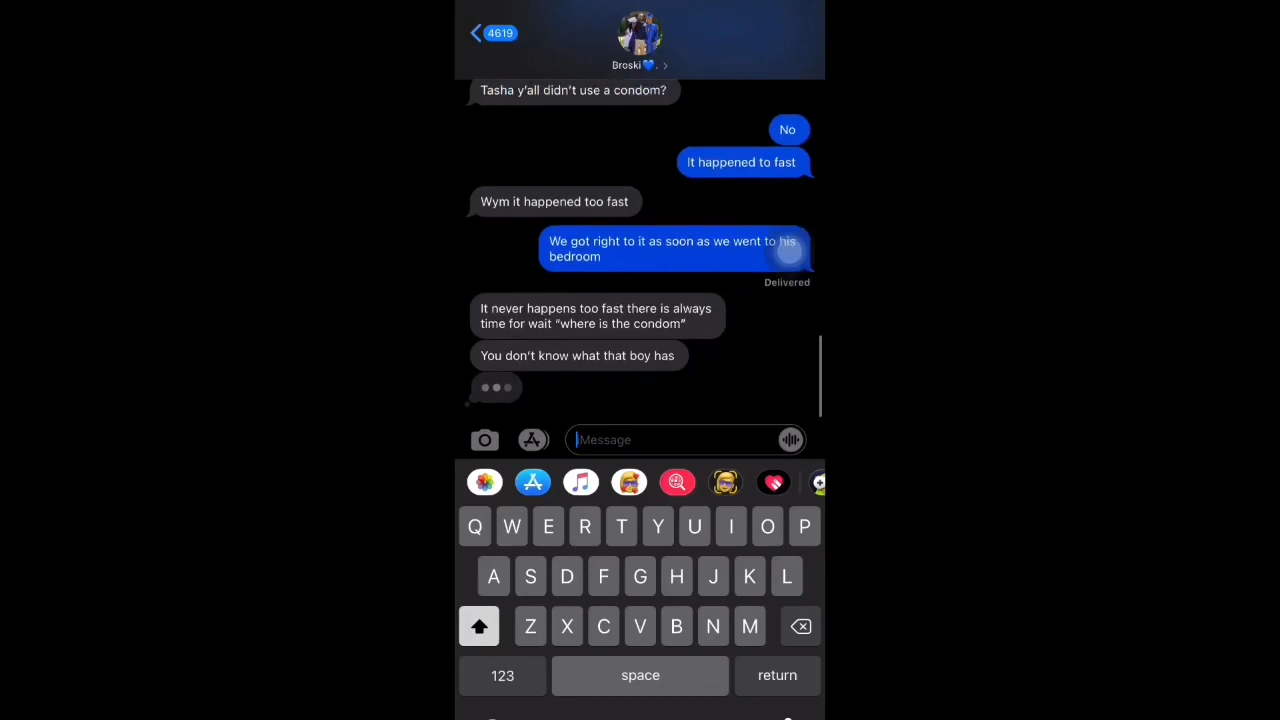 4619
Broski💙.
Tasha y'all didn't use a condom?
No
It happened to fast
Wym it happened too fast
We got right to it as soon as we went to his
bedroom
Delivered
It never happens too fast there is always
time for wait “where is the condom”
You don't know what that boy has
iMessage
Q W E R T Y U I O P
A S D F G H J K L
Z X C V B N M
123 space return